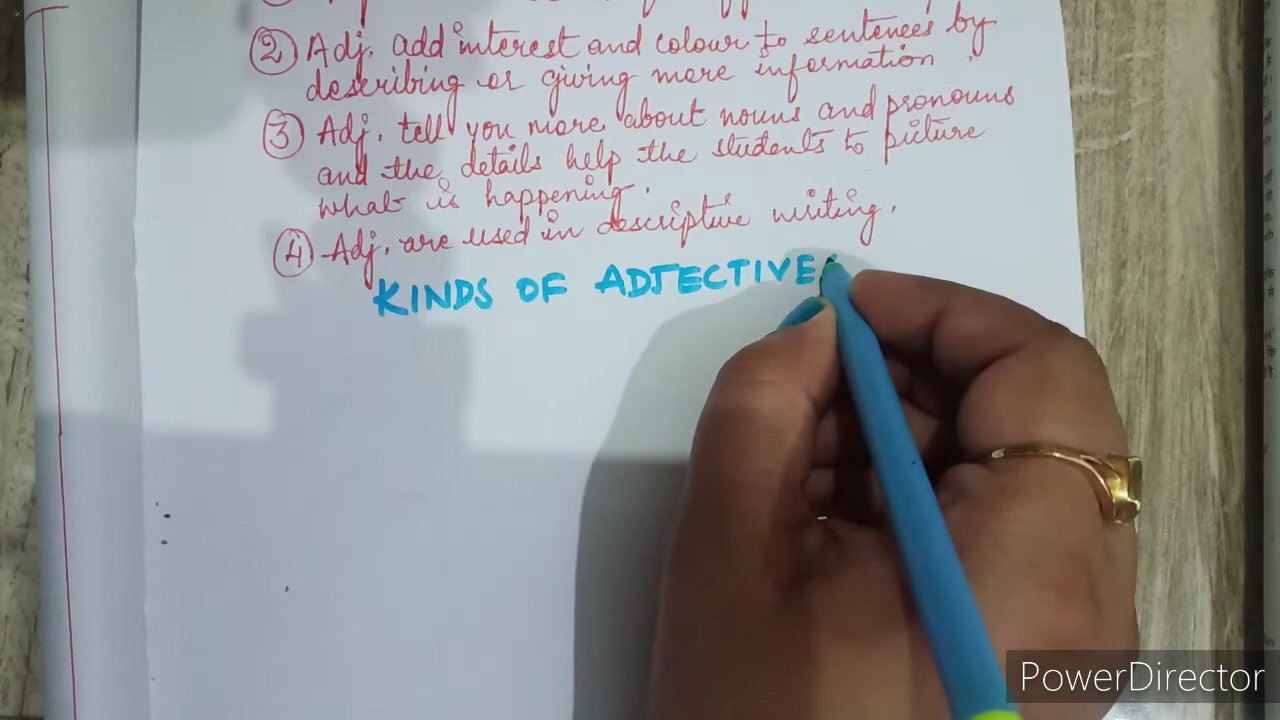 ② Adj. add interest and colour to sentences by
describing or giving more information.
③ Adj. tell you more about nouns and pronouns
and the details help the students to picture
what is happening.
④ Adj. are used in descriptive writing.
KINDS OF ADJECTIVE
PowerDirector